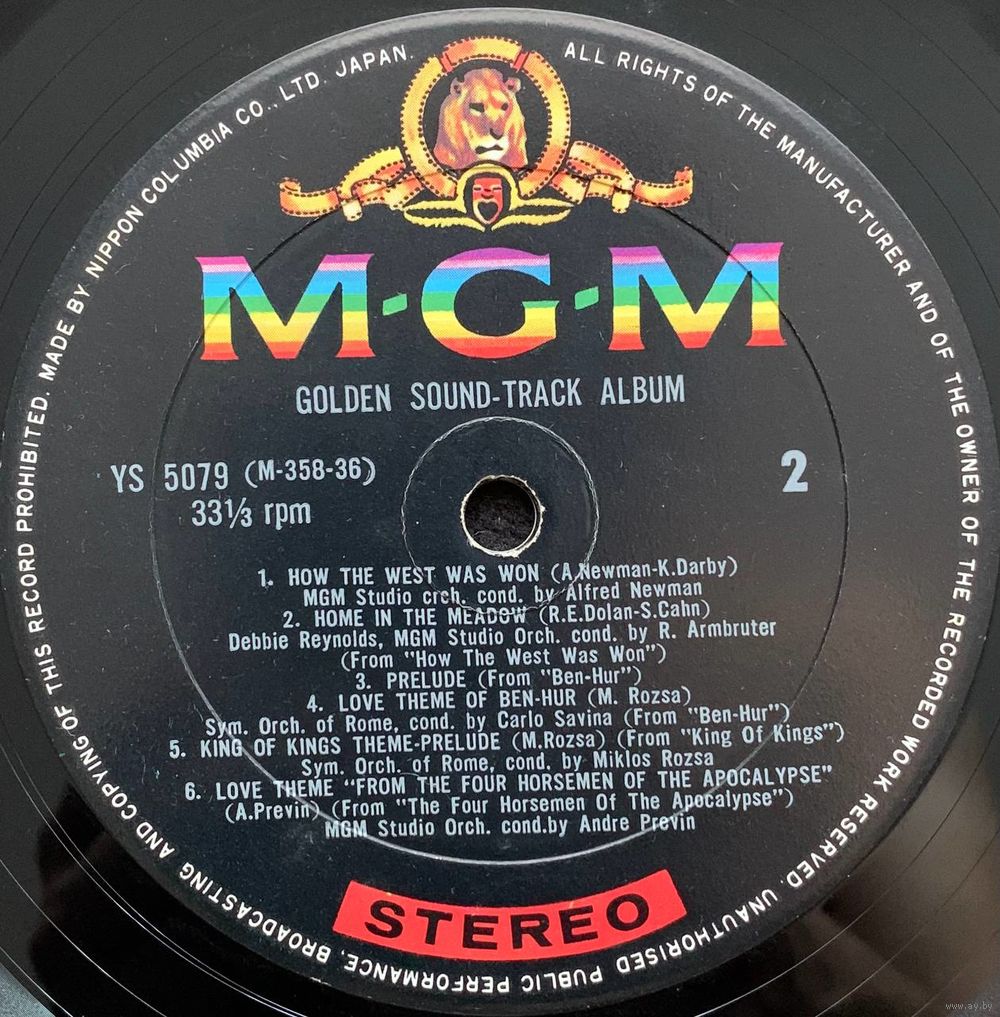 MADE BY NIPPON COLUMBIA CO., LTD. JAPAN. ALL RIGHTS OF THE MANUFACTURER AND OF THE OWNER OF THE RECORDED WORK RESERVED. UNAUTHORISED PUBLIC PERFORMANCE, BROADCASTING AND COPYING OF THIS RECORD PROHIBITED.
M-G-M
GOLDEN SOUND-TRACK ALBUM
YS 5079 (M-358-36)
2
33⅓ rpm
1. HOW THE WEST WAS WON (A.Newman-K.Darby)
MGM Studio crch. cond. by Alfred Newman
2. HOME IN THE MEADOW (R.E.Dolan-S.Cahn)
Debbie Reynolds, MGM Studio Orch. cond. by R. Armbruter
(From "How The West Was Won")
3. PRELUDE (From "Ben-Hur")
4. LOVE THEME OF BEN-HUR (M. Rozsa)
Sym. Orch. of Rome, cond. by Carlo Savina (From "Ben-Hur")
5. KING OF KINGS THEME-PRELUDE (M.Rozsa) (From "King Of Kings")
Sym. Orch. of Rome, cond. by Miklos Rozsa
6. LOVE THEME "FROM THE FOUR HORSEMEN OF THE APOCALYPSE"
(A.Previn) (From "The Four Horsemen Of The Apocalypse")
MGM Studio Orch. cond.by Andre Previn
STEREO
www.ay.by